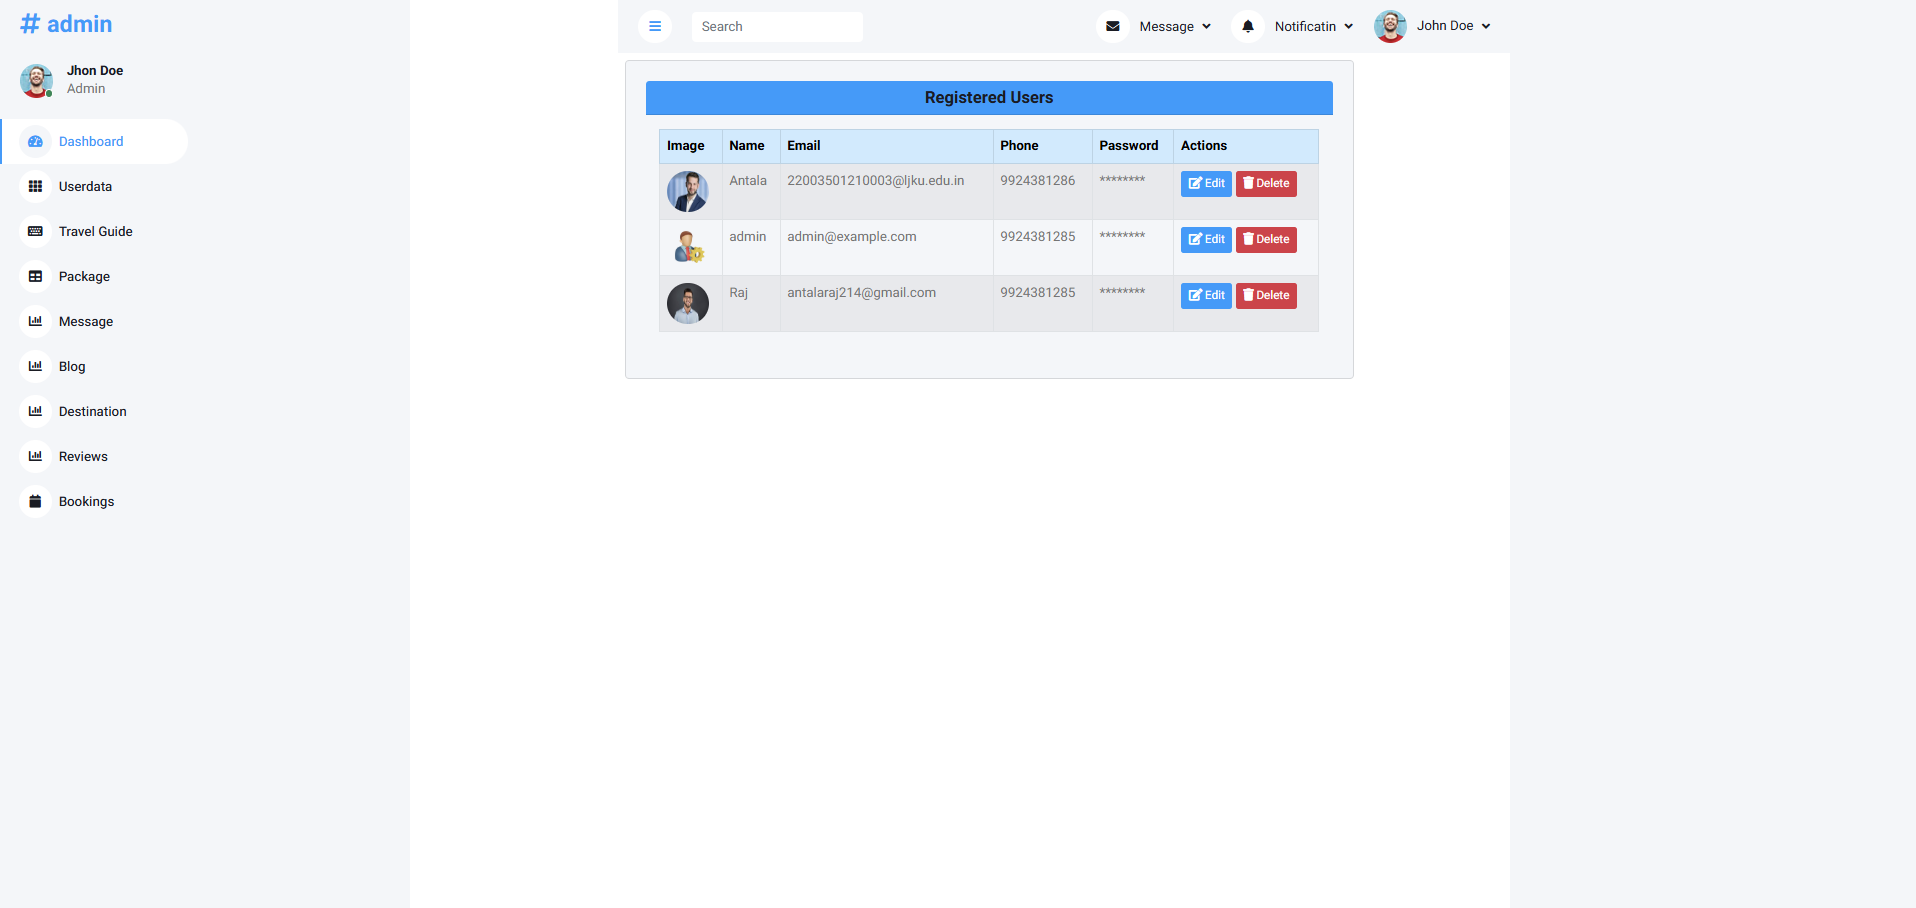 # admin
Jhon Doe
Admin
Dashboard
Userdata
Travel Guide
Package
Message
Blog
Destination
Reviews
Bookings
Search
Message
Notificatin
John Doe
Registered Users
Image Name Email Phone Password Actions
Antala 22003501210003@ljku.edu.in 9924381286 ******** Edit Delete
admin admin@example.com 9924381285 ******** Edit Delete
Raj antalaraj214@gmail.com 9924381285 ******** Edit Delete